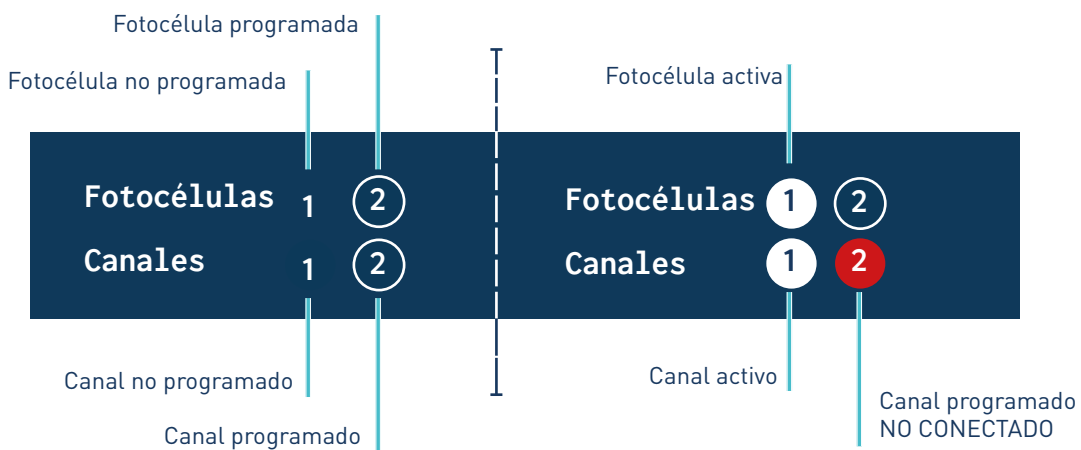 Fotocélula programada
Fotocélula no programada
Fotocélula activa
Fotocélulas 1 2
Canales 1 2
Fotocélulas 1 2
Canales 1 2
Canal no programado
Canal programado
Canal activo
Canal programado
NO CONECTADO